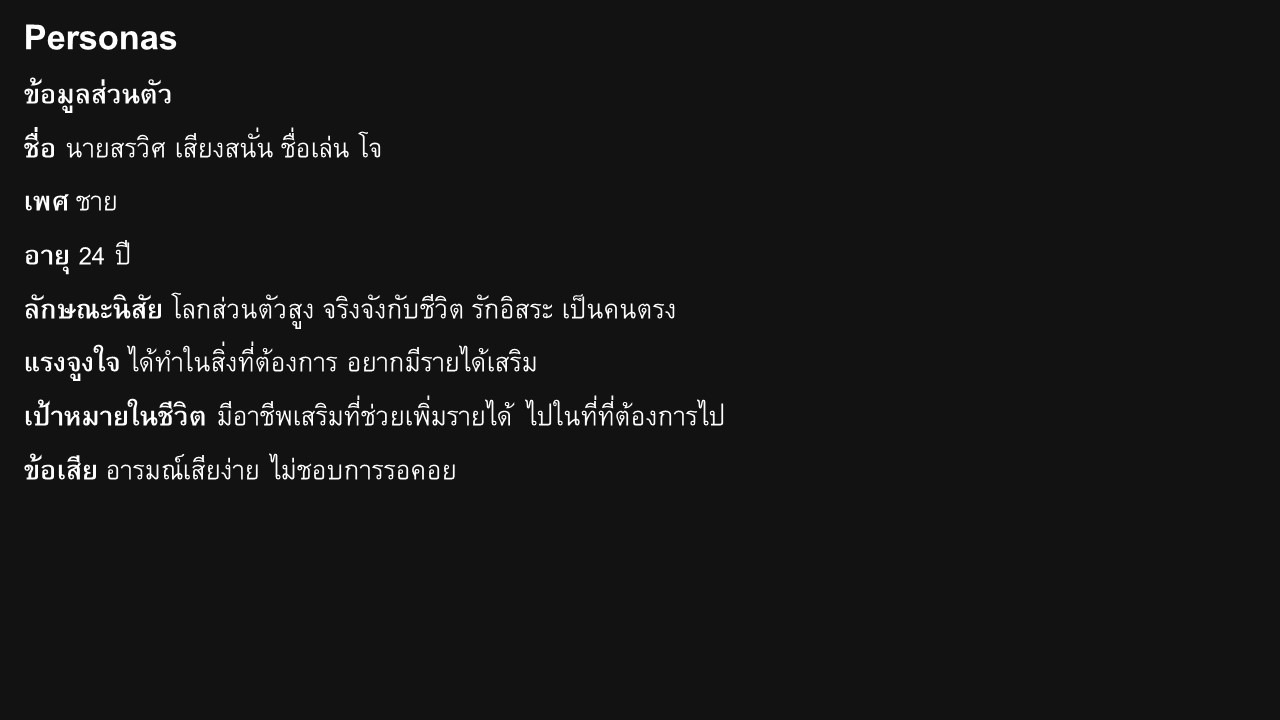 Personas
ข้อมูลส่วนตัว
ชื่อ นายสรวิศ เสียงสนั่น ชื่อเล่น โจ
เพศ ชาย
อายุ 24 ปี
ลักษณะนิสัย โลกส่วนตัวสูง จริงจังกับชีวิต รักอิสระ เป็นคนตรง
แรงจูงใจ ได้ทำในสิ่งที่ต้องการ อยากมีรายได้เสริม
เป้าหมายในชีวิต มีอาชีพเสริมที่ช่วยเพิ่มรายได้ ไปในที่ที่ต้องการไป
ข้อเสีย อารมณ์เสียง่าย ไม่ชอบการรอคอย